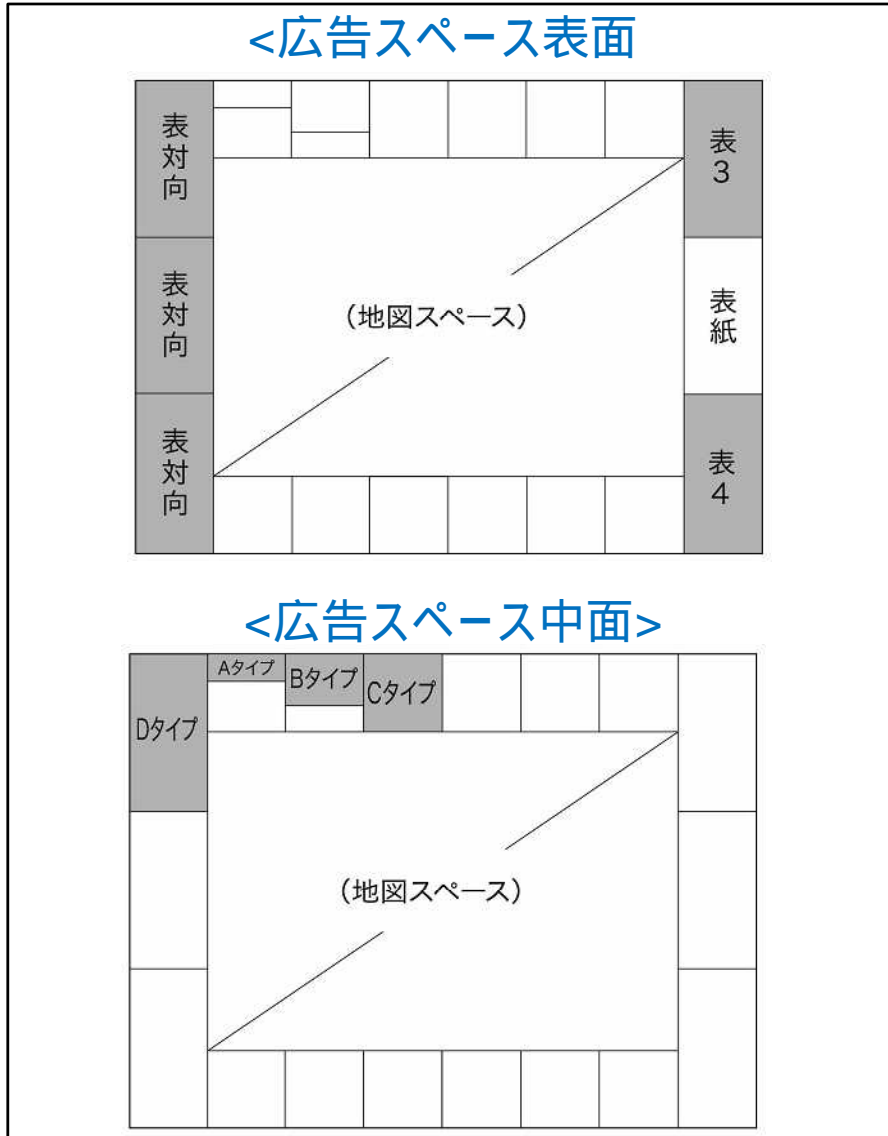 <広告スペース表面
表対向
表3
表対向
(地図スペース)
表紙
表対向
表4
<広告スペース中面>
Aタイプ
Bタイプ
Cタイプ
Dタイプ
(地図スペース)